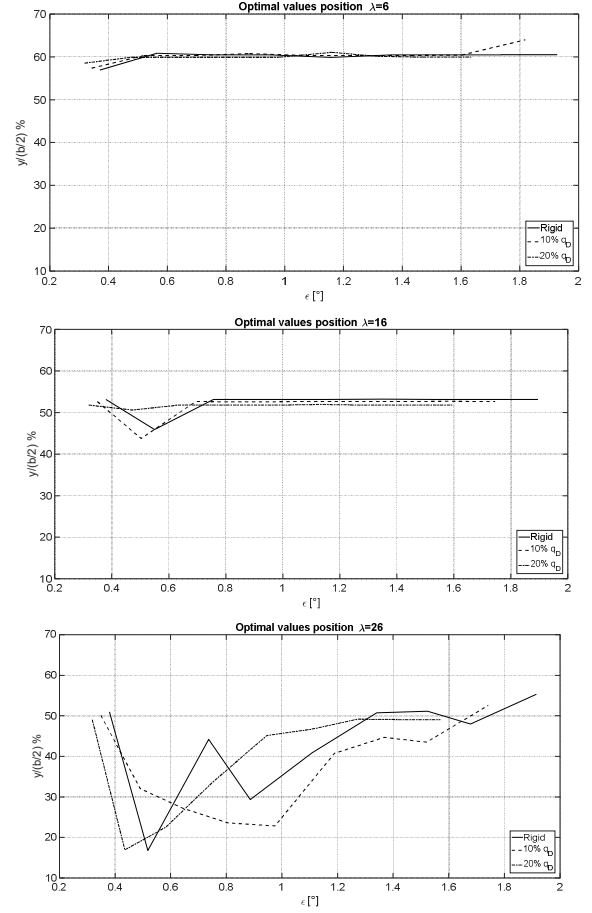 Optimal values position λ=6
70
60
50
40
30
20
10
y/(b/2) %
0.2 0.4 0.6 0.8 1 1.2 1.4 1.6 1.8 2
ϵ [°]
Rigid
10% q_D
20% q_D
Optimal values position λ=16
70
60
50
40
30
20
10
y/(b/2) %
0.2 0.4 0.6 0.8 1 1.2 1.4 1.6 1.8 2
ϵ [°]
Rigid
10% q_D
20% q_D
Optimal values position λ=26
70
60
50
40
30
20
10
y/(b/2) %
0.2 0.4 0.6 0.8 1 1.2 1.4 1.6 1.8 2
ϵ [°]
Rigid
10% q_D
20% q_D